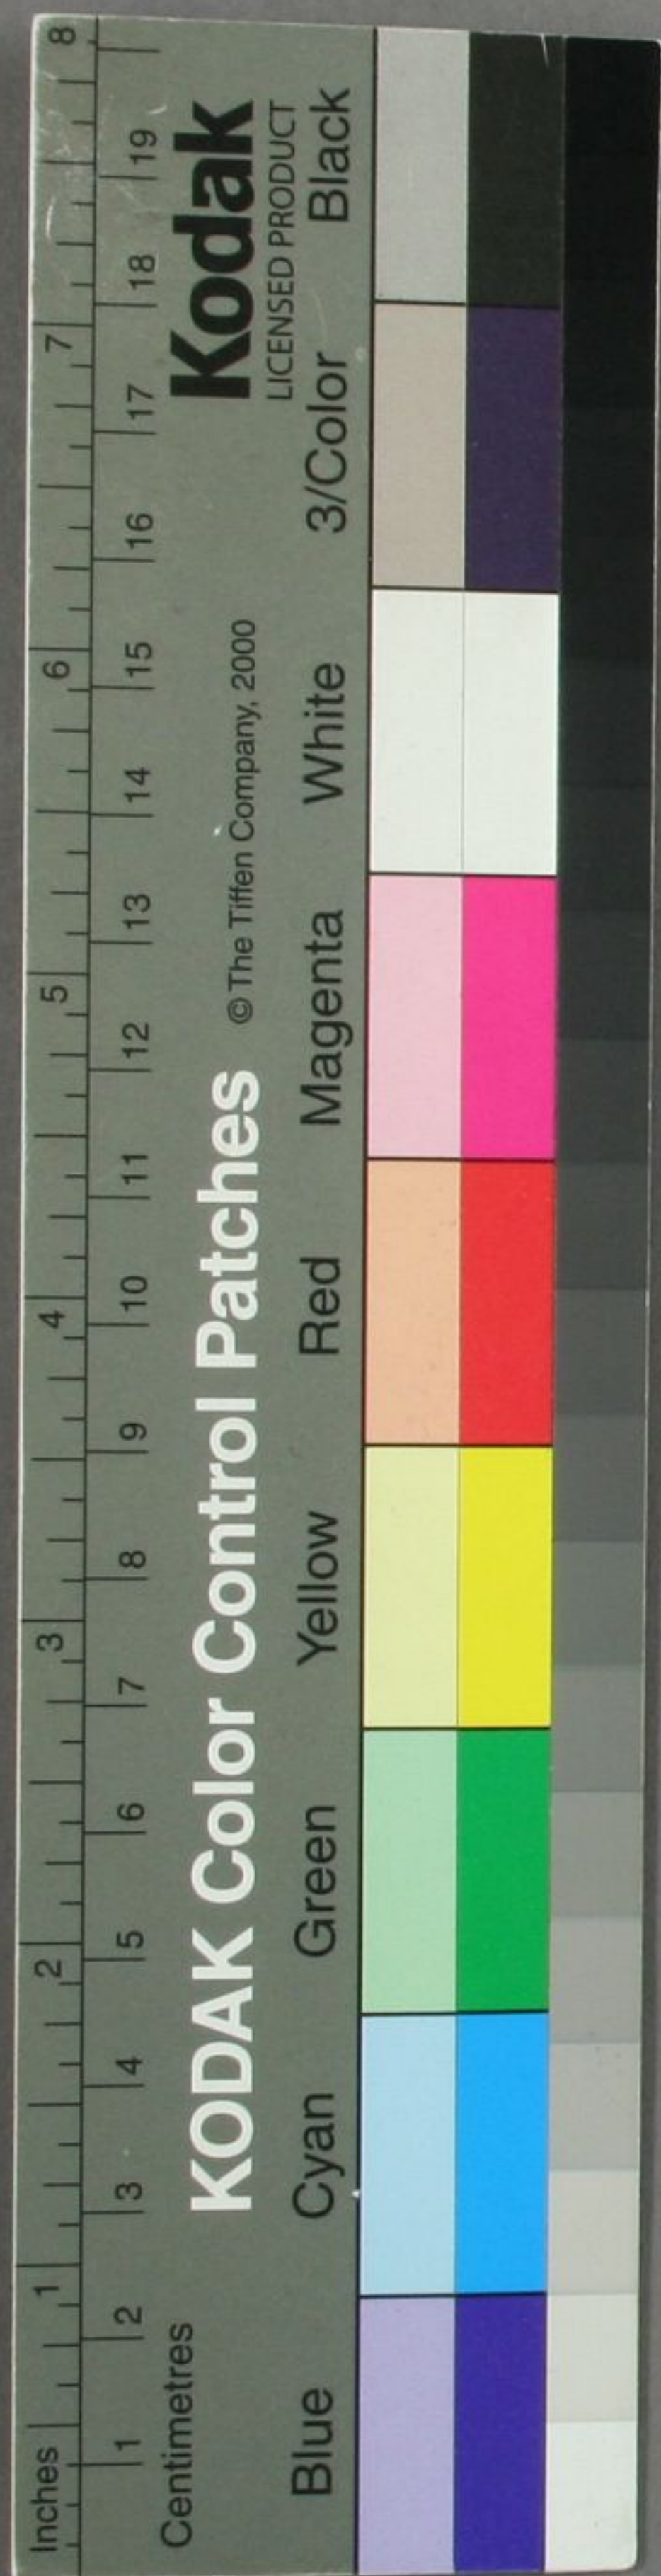 Inches 1 2 3 4 5 6 7 8
1 2 3 4 5 6 7 8 9 10 11 12 13 14 15 16 17 18 19
Centimetres
KODAK Color Control Patches © The Tiffen Company, 2000 Kodak
LICENSED PRODUCT
Blue Cyan Green Yellow Red Magenta White 3/Color Black